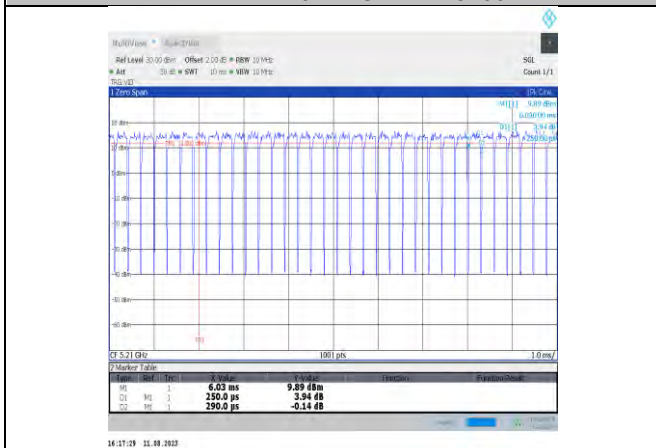 MultiView Spectrum
Ref Level 30.00 dBm Offset 2.00 dB RBW 10 MHz SGL
Att 30 dB SWT 10 ms VBW 10 MHz Count 1/1
TRG:VID
1 Zero Span 1Pk Clrw
M1[1] 9.89 dBm
6.03000 ms
D1[1] 3.94 dB
250.00 µs
20 dBm
10 dBm
0 dBm
-10 dBm
-20 dBm
-30 dBm
-40 dBm
-50 dBm
-60 dBm
CF 5.21 GHz 1001 pts 1.0 ms/
2 Marker Table
Type Ref Trc X-Value Y-Value Function Function Result
M1 1 6.03 ms 9.89 dBm
D1 M1 1 250.0 µs 3.94 dB
D2 M1 1 290.0 µs -0.14 dB
16:17:29 11.08.2023